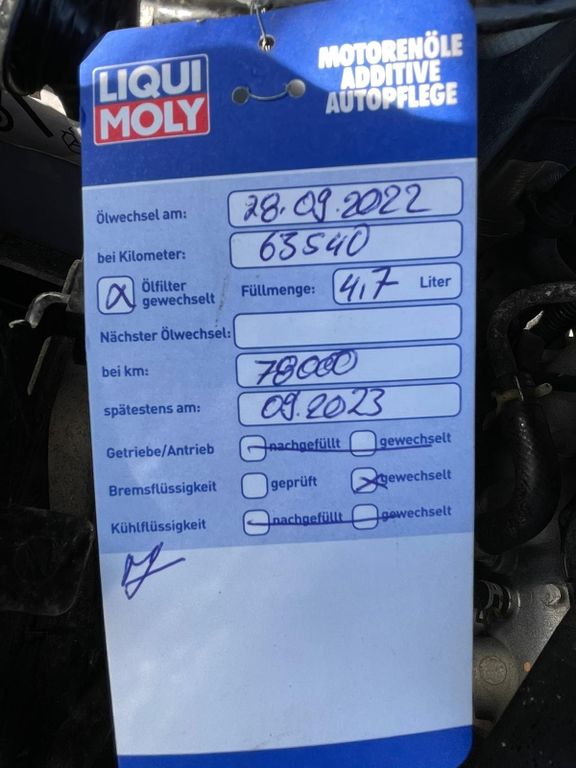 LIQUI
MOLY
MOTORENÖLE
ADDITIVE
AUTOPFLEGE
Ölwechsel am: 28.09.2022
bei Kilometer: 63540
Ölfilter
gewechselt
Füllmenge: 4,7 Liter
Nächster Ölwechsel:
bei km: 78000
spätestens am: 09.2023
Getriebe/Antrieb nachgefüllt gewechselt
Bremsflüssigkeit geprüft gewechselt
Kühlflüssigkeit nachgefüllt gewechselt